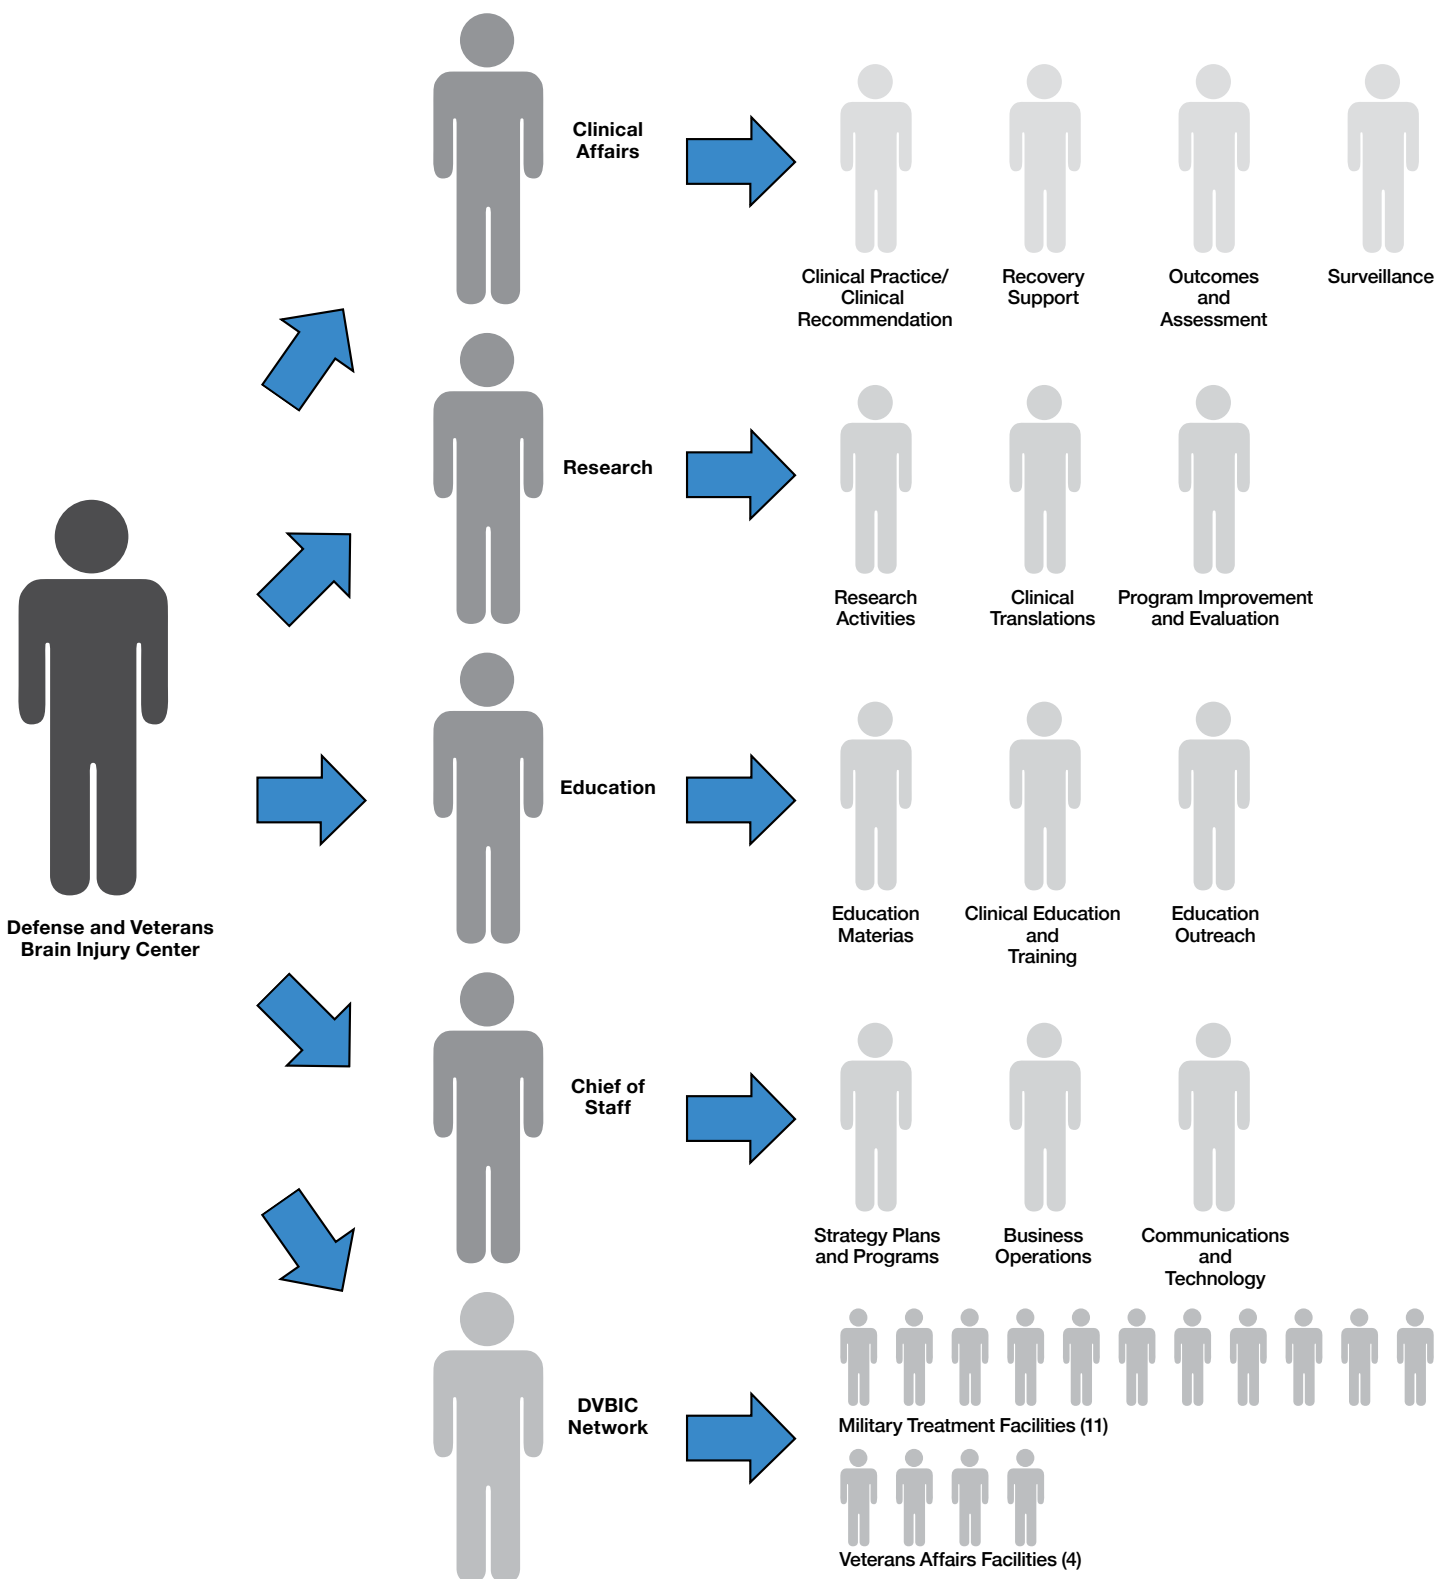 Clinical
Affairs
Clinical Practice/
Clinical
Recommendation
Recovery
Support
Outcomes
and
Assessment
Surveillance
Research
Research
Activities
Clinical
Translations
Program Improvement
and Evaluation
Defense and Veterans
Brain Injury Center
Education
Education
Materias
Clinical Education
and
Training
Education
Outreach
Chief of
Staff
Strategy Plans
and Programs
Business
Operations
Communications
and
Technology
DVBIC
Network
Military Treatment Facilities (11)
Veterans Affairs Facilities (4)